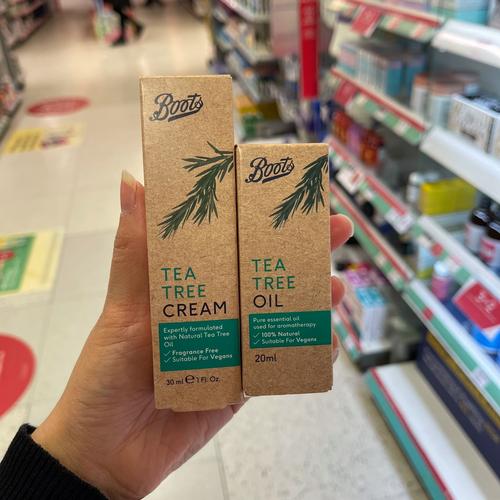 Boots
TEA
TREE
CREAM
Expertly formulated
with Natural Tea Tree
Oil
✓ Fragrance Free
✓ Suitable For Vegans
30 ml ℮ 1 Fl. Oz.
Boots
TEA
TREE
OIL
Pure essential oil
used for aromatherapy
✓ 100% Natural
✓ Suitable For Vegans
20ml